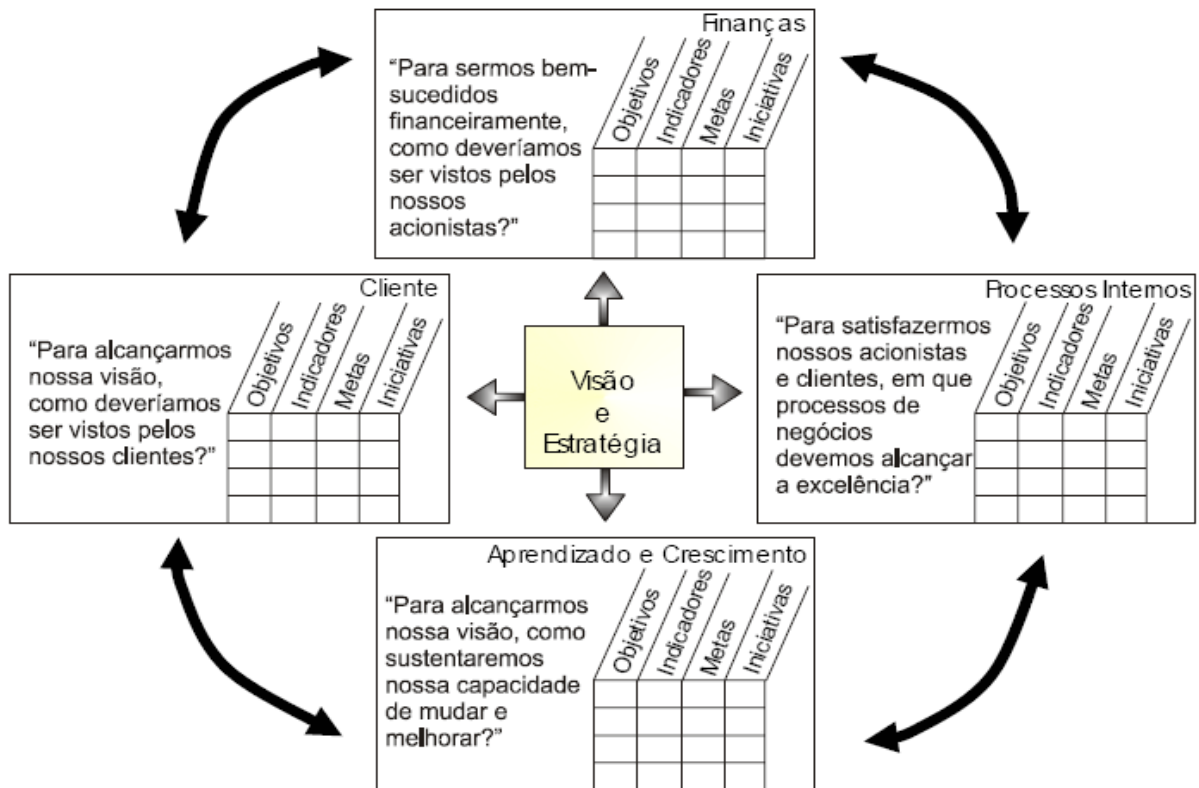 Finanças
"Para sermos bem-
sucedidos
financeiramente,
como deveríamos
ser vistos pelos
nossos
acionistas?"
Objetivos
Indicadores
Metas
Iniciativas
Cliente
"Para alcançarmos
nossa visão,
como deveríamos
ser vistos pelos
nossos clientes?"
Objetivos
Indicadores
Metas
Iniciativas
Visão
e
Estratégia
Processos Internos
"Para satisfazermos
nossos acionistas
e clientes, em que
processos de
negócios
devemos alcançar
a excelência?"
Objetivos
Indicadores
Metas
Iniciativas
Aprendizado e Crescimento
"Para alcançarmos
nossa visão, como
sustentaremos
nossa capacidade
de mudar e
melhorar?"
Objetivos
Indicadores
Metas
Iniciativas